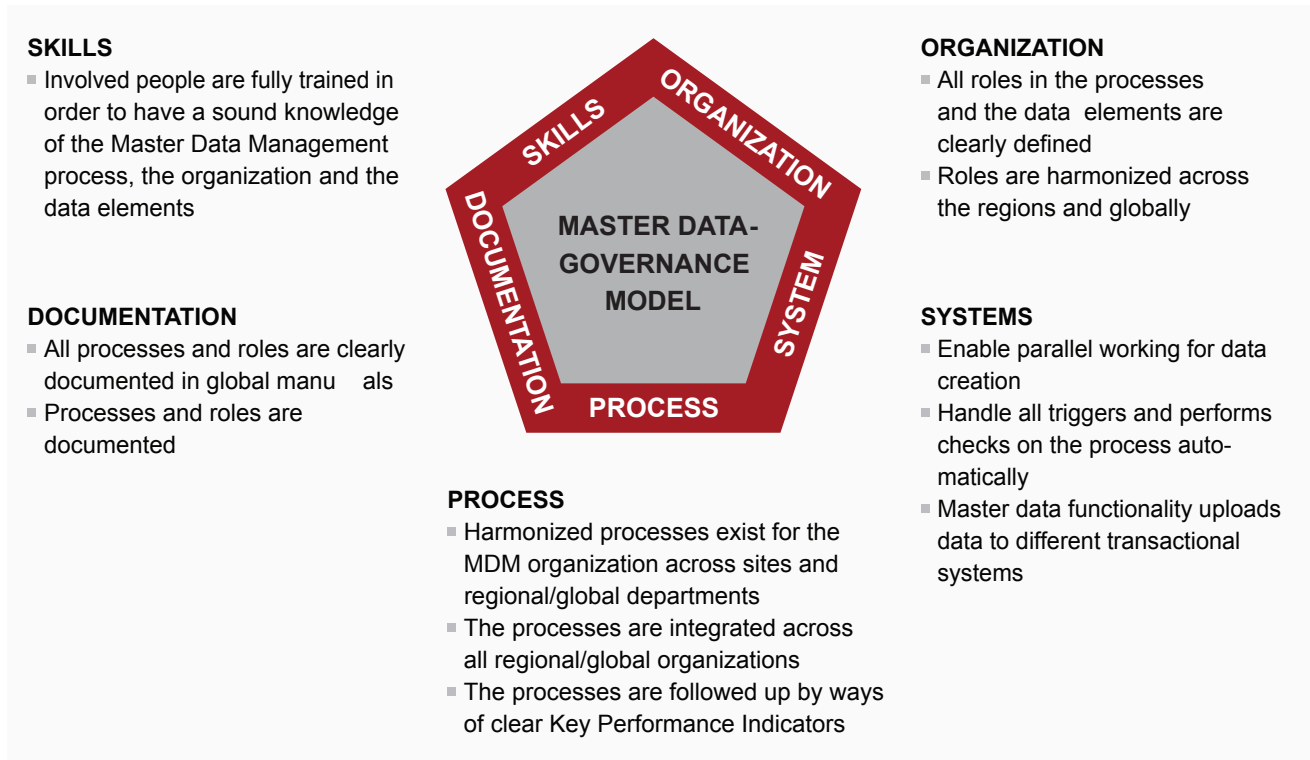 SKILLS
Involved people are fully trained in
order to have a sound knowledge
of the Master Data Management
process, the organization and the
data elements
DOCUMENTATION
All processes and roles are clearly
documented in global manu als
Processes and roles are
documented
SKILLS
ORGANIZATION
DOCUMENTATION
SYSTEM
PROCESS
MASTER DATA-
GOVERNANCE
MODEL
PROCESS
Harmonized processes exist for the
MDM organization across sites and
regional/global departments
The processes are integrated across
all regional/global organizations
The processes are followed up by ways
of clear Key Performance Indicators
ORGANIZATION
All roles in the processes
and the data elements are
clearly defined
Roles are harmonized across
the regions and globally
SYSTEMS
Enable parallel working for data
creation
Handle all triggers and performs
checks on the process auto-
matically
Master data functionality uploads
data to different transactional
systems